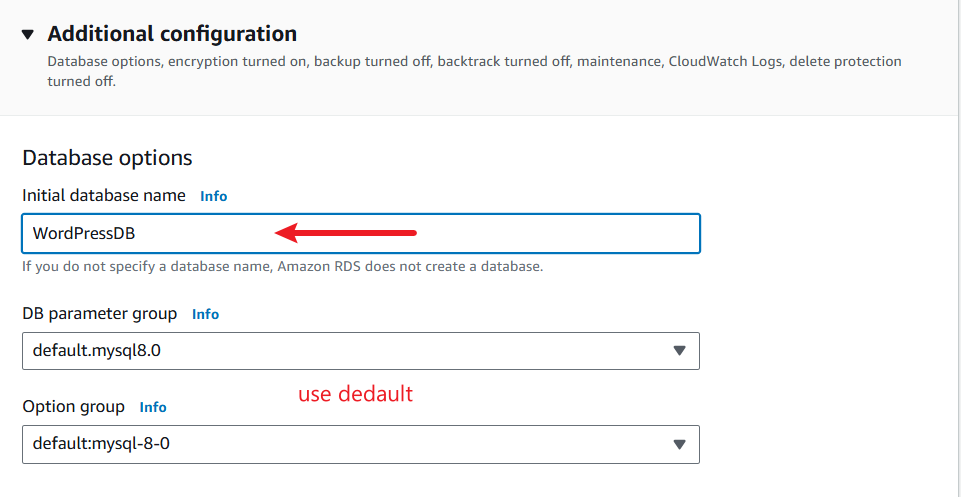 Additional configuration
Database options, encryption turned on, backup turned off, backtrack turned off, maintenance, CloudWatch Logs, delete protection
turned off.
Database options
Initial database name Info
WordPressDB
If you do not specify a database name, Amazon RDS does not create a database.
DB parameter group Info
default.mysql8.0
use dedault
Option group Info
default:mysql-8-0